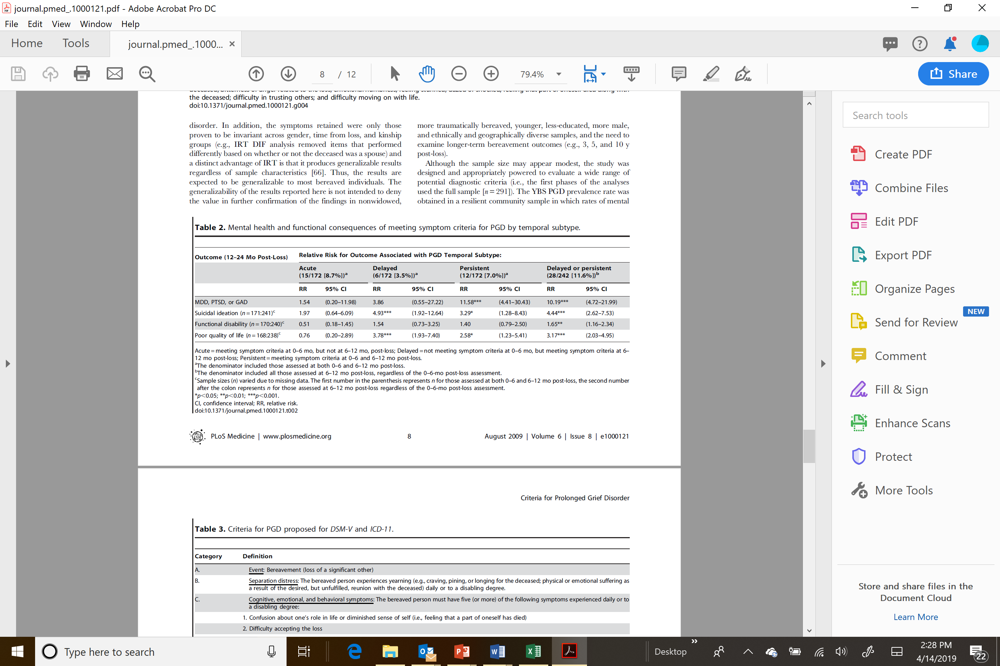 journal.pmed_.1000121.pdf - Adobe Acrobat Pro DC
File Edit View Window Help
Home Tools journal.pmed_.1000... ×
8 / 12 79.4% Share
the deceased; difficulty in trusting others; and difficulty moving on with life.
doi:10.1371/journal.pmed.1000121.g004
disorder. In addition, the symptoms retained were only those
proven to be invariant across gender, time from loss, and kinship
groups (e.g., IRT DIF analysis removed items that performed
differently based on whether or not the deceased was a spouse) and
a distinct advantage of IRT is that it produces generalizable results
regardless of sample characteristics [66]. Thus, the results are
expected to be generalizable to most bereaved individuals. The
generalizability of the results reported here is not intended to deny
the value in further confirmation of the findings in nonwidowed,
more traumatically bereaved, younger, less-educated, more male,
and ethnically and geographically diverse samples, and the need to
examine longer-term bereavement outcomes (e.g., 3, 5, and 10 y
post-loss).
Although the sample size may appear modest, the study was
designed and appropriately powered to evaluate a wide range of
potential diagnostic criteria (i.e., the first phases of the analyses
used the full sample [n = 291]). The YBS PGD prevalence rate was
obtained in a resilient community sample in which rates of mental
Table 2. Mental health and functional consequences of meeting symptom criteria for PGD by temporal subtype.
Outcome (12–24 Mo Post-Loss) Relative Risk for Outcome Associated with PGD Temporal Subtype:
Acute Delayed Persistent Delayed or persistent
(15/172 [8.7%])a (6/172 [3.5%])a (12/172 [7.0%])a (28/242 [11.6%])b
RR 95% CI RR 95% CI RR 95% CI RR 95% CI
MDD, PTSD, or GAD 1.54 (0.20–11.98) 3.86 (0.55–27.22) 11.58*** (4.41–30.43) 10.19*** (4.72–21.99)
Suicidal ideation (n = 171:241)c 1.97 (0.64–6.09) 4.93*** (1.92–12.64) 3.29* (1.28–8.43) 4.44*** (2.62–7.53)
Functional disability (n = 170:240)c 0.51 (0.18–1.45) 1.54 (0.73–3.25) 1.40 (0.79–2.50) 1.65** (1.16–2.34)
Poor quality of life (n = 168:238)c 0.76 (0.20–2.89) 3.78*** (1.93–7.40) 2.58* (1.23–5.41) 3.17*** (2.03–4.95)
Acute = meeting symptom criteria at 0–6 mo, but not at 6–12 mo, post-loss; Delayed = not meeting symptom criteria at 0–6 mo, but meeting symptom criteria at 6–
12 mo post-loss; Persistent = meeting symptom criteria at 0–6 and 6–12 mo post-loss.
aThe denominator included those assessed at both 0–6 and 6–12 mo post-loss.
bThe denominator included all those assessed at 6–12 mo post-loss, regardless of the 0–6-mo post-loss assessment.
cSample sizes (n) varied due to missing data. The first number in the parenthesis represents n for those assessed at both 0–6 and 6–12 mo post-loss, the second number
after the colon represents n for those assessed at 6–12 mo post-loss regardless of the 0–6-mo post-loss assessment.
*p<0.05; **p<0.01; ***p<0.001.
CI, confidence interval; RR, relative risk.
doi:10.1371/journal.pmed.1000121.t002
PLoS Medicine | www.plosmedicine.org 8 August 2009 | Volume 6 | Issue 8 | e1000121
Criteria for Prolonged Grief Disorder
Table 3. Criteria for PGD proposed for DSM-V and ICD-11.
Category Definition
A. Event: Bereavement (loss of a significant other)
B. Separation distress: The bereaved person experiences yearning (e.g., craving, pining, or longing for the deceased; physical or emotional suffering as
a result of the desired, but unfulfilled, reunion with the deceased) daily or to a disabling degree.
C. Cognitive, emotional, and behavioral symptoms: The bereaved person must have five (or more) of the following symptoms experienced daily or to
a disabling degree:
1. Confusion about one's role in life or diminished sense of self (i.e., feeling that a part of oneself has died)
2. Difficulty accepting the loss
Search tools
Create PDF
Combine Files
Edit PDF
Export PDF
Organize Pages
NEW
Send for Review
Comment
Fill & Sign
Enhance Scans
Protect
More Tools
Store and share files in the
Document Cloud
Learn More
Type here to search
Desktop
2:28 PM
4/14/2019
22